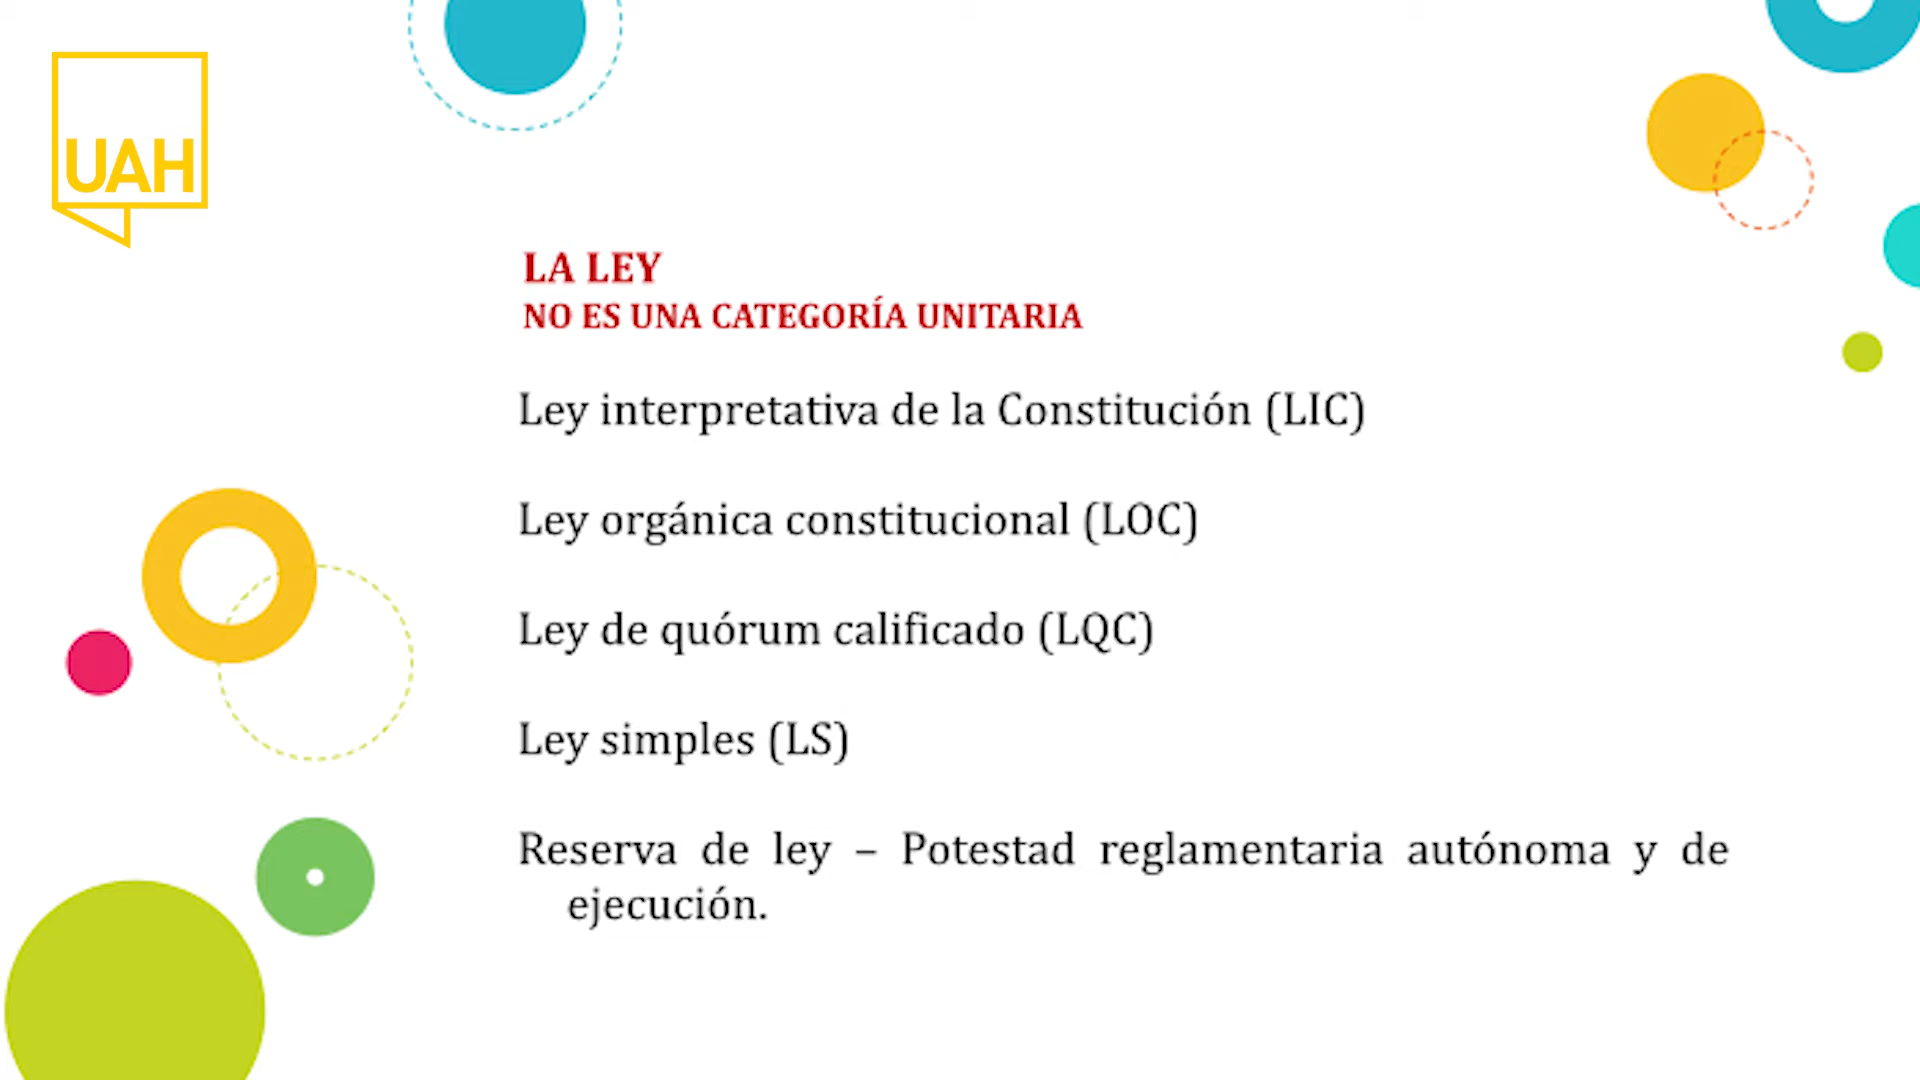 UAH
LA LEY
NO ES UNA CATEGORÍA UNITARIA
Ley interpretativa de la Constitución (LIC)
Ley orgánica constitucional (LOC)
Ley de quórum calificado (LQC)
Ley simples (LS)
Reserva de ley – Potestad reglamentaria autónoma y de
ejecución.